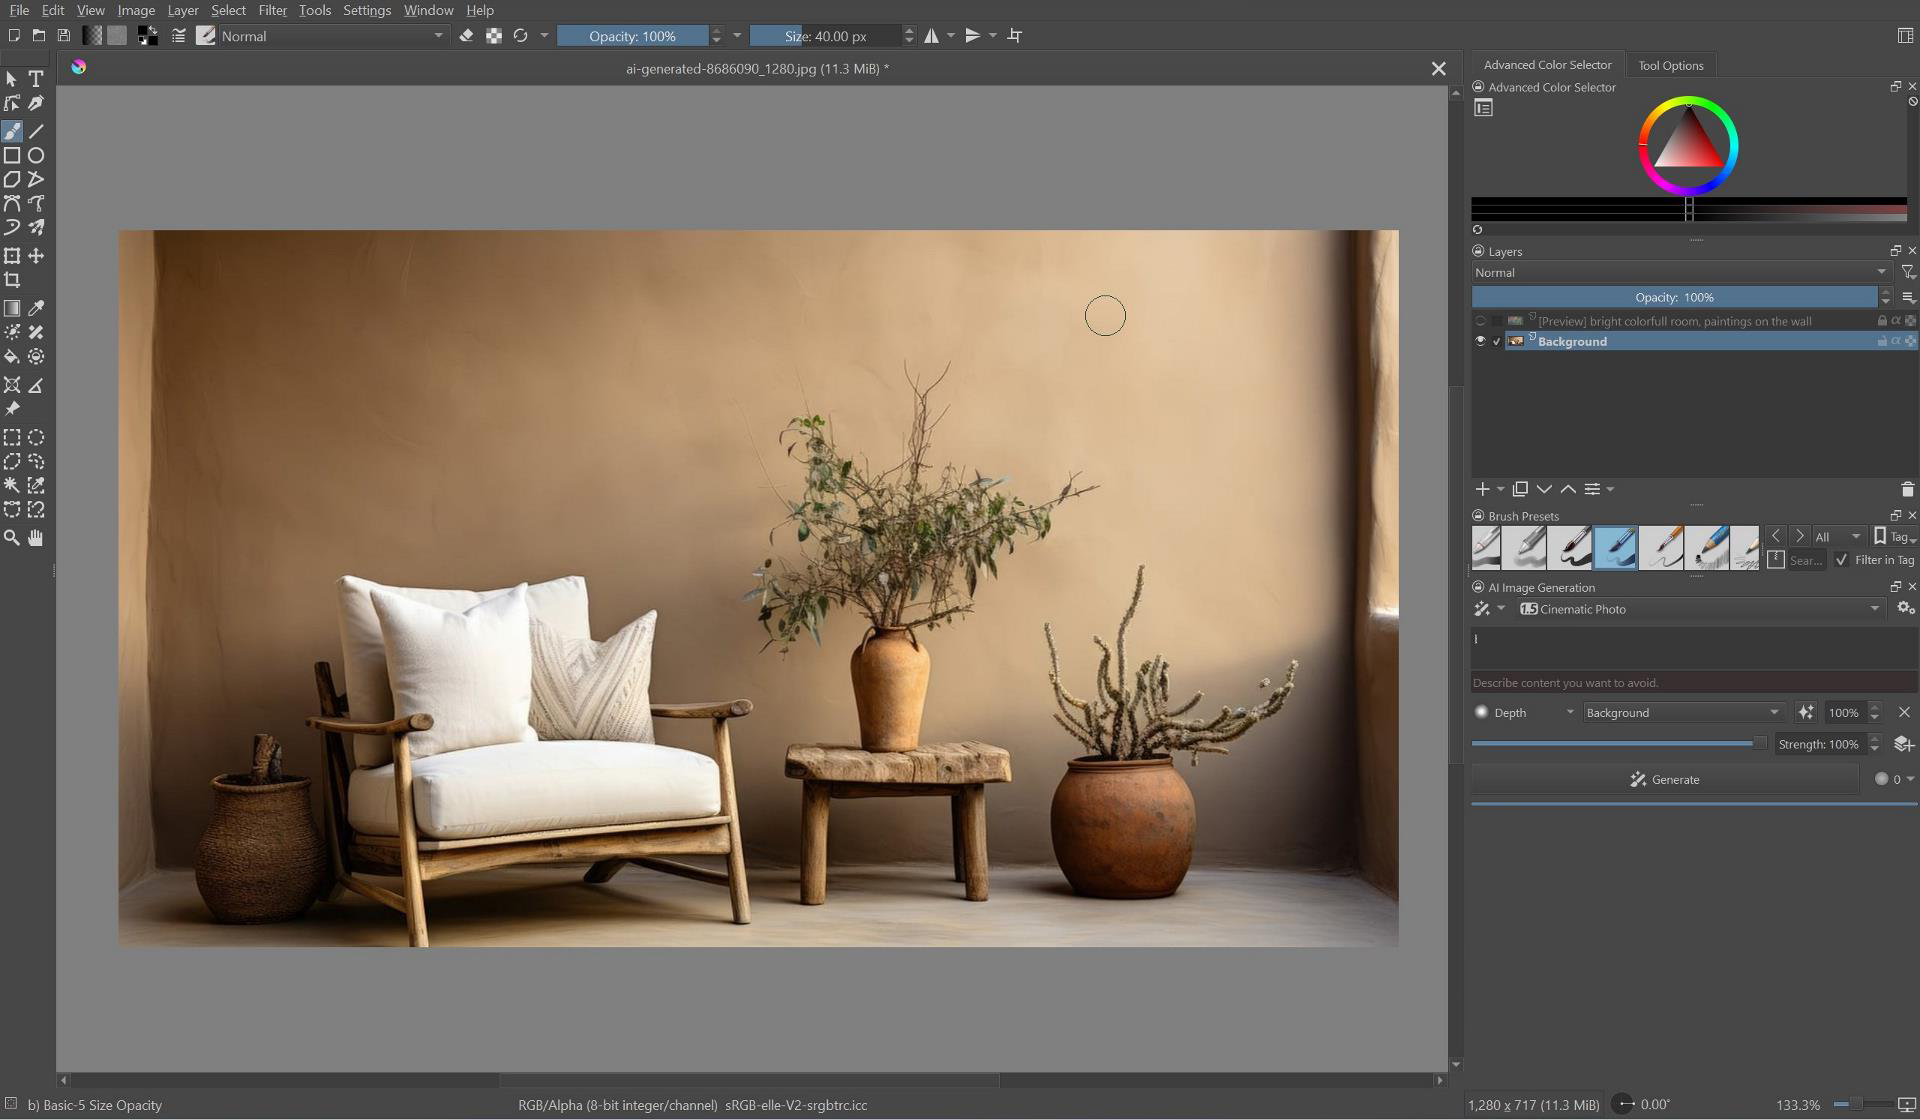 File Edit View Image Layer Select Filter Tools Settings Window Help
Normal Opacity: 100% Size: 40.00 px
ai-generated-8686090_1280.jpg (11.3 MiB) *
Advanced Color Selector Tool Options
Advanced Color Selector
Layers
Normal
Opacity: 100%
[Preview] bright colorfull room, paintings on the wall
Background
Brush Presets
All Tag
Sear... Filter in Tag
AI Image Generation
1.5 Cinematic Photo
Describe content you want to avoid.
Depth Background 100%
Strength: 100%
Generate 0
b) Basic-5 Size Opacity RGB/Alpha (8-bit integer/channel) sRGB-elle-V2-srgbtrc.icc 1,280 x 717 (11.3 MiB) 0.00° 133.3%